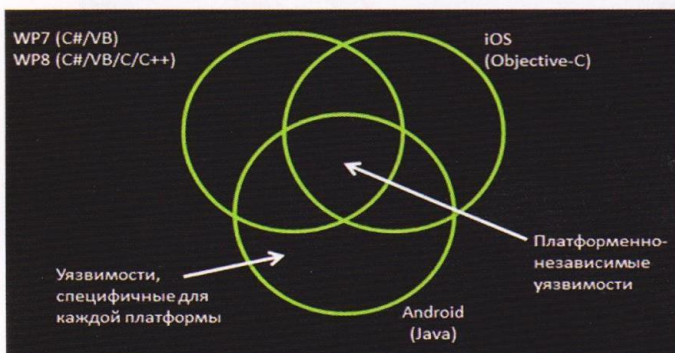 WP7 (C#/VB)
WP8 (C#/VB/C/C++)
iOS
(Objective-C)
Платформенно-
независимые
уязвимости
Уязвимости,
специфичные для
каждой платформы
Android
(Java)